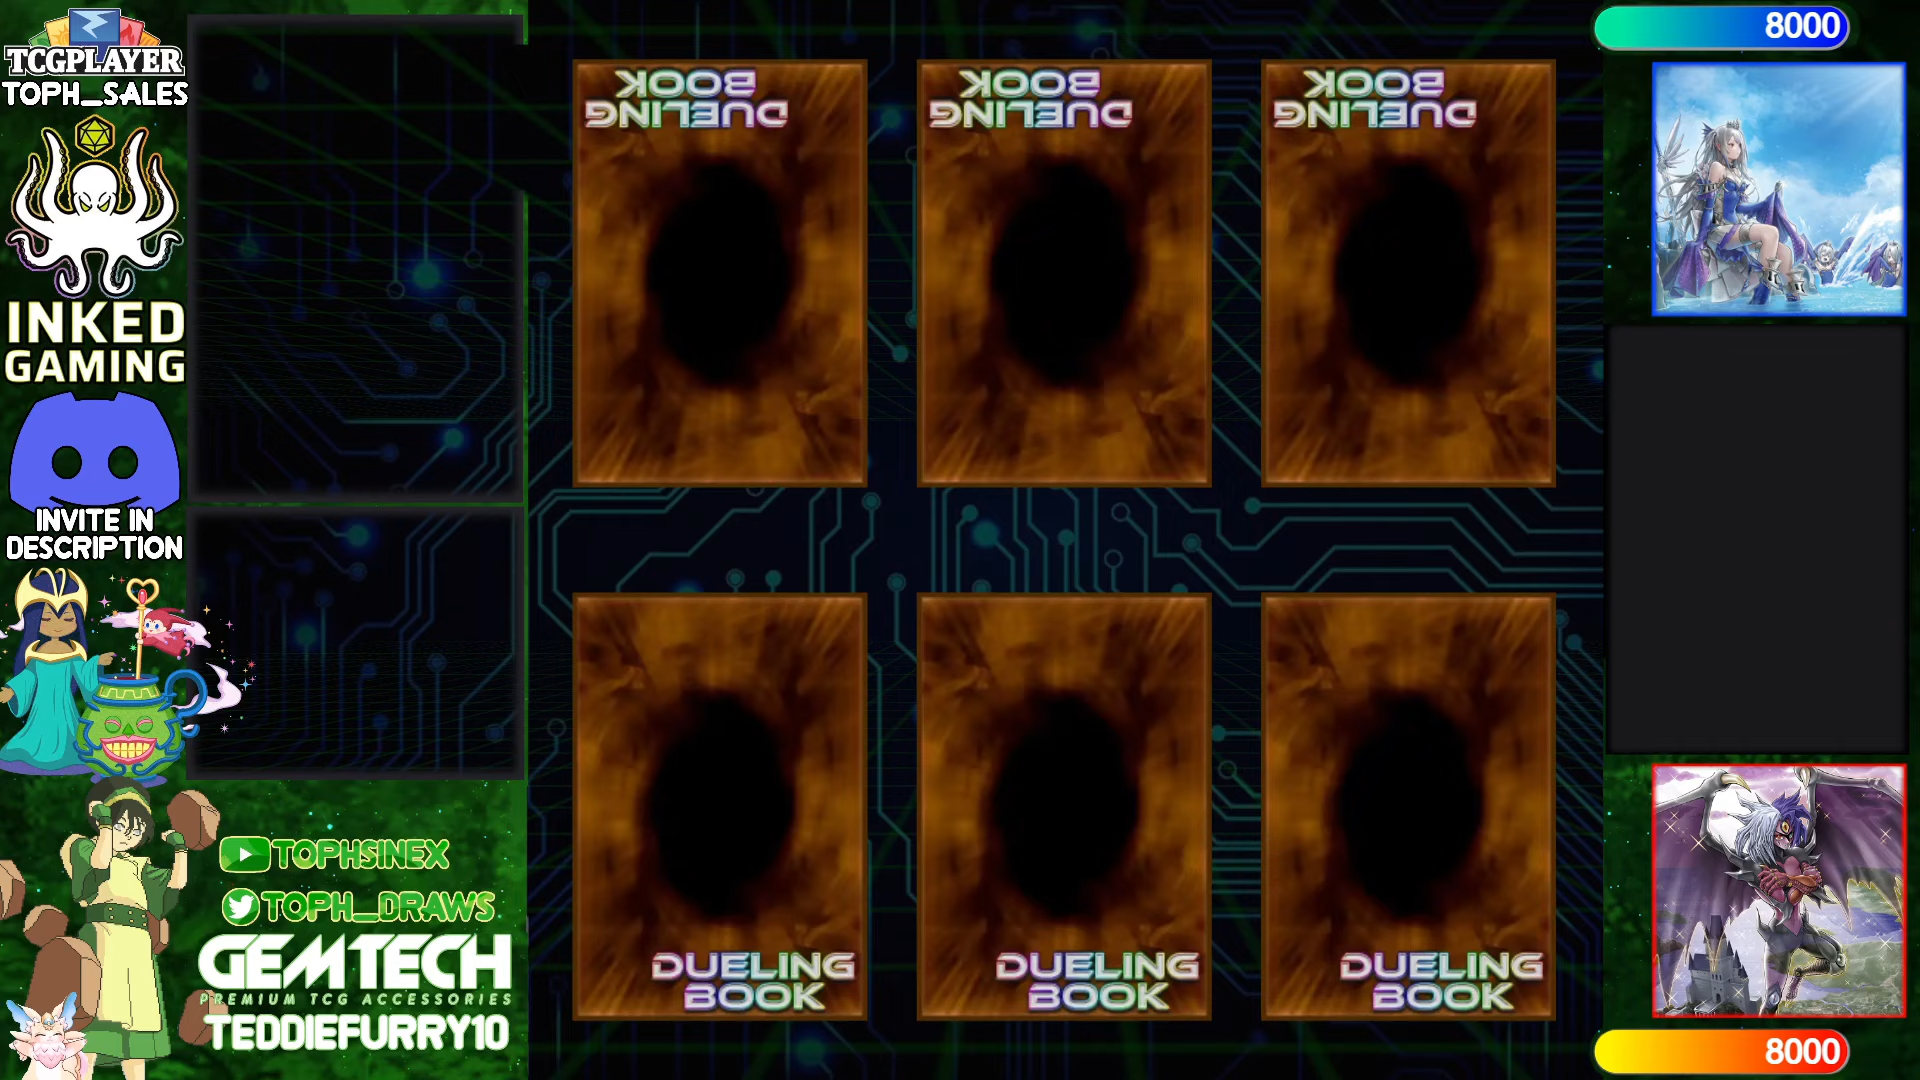 TCGPLAYER
TOPH_SALES
INKED
GAMING
INVITE IN
DESCRIPTION
TOPHSINEX
TOPH_DRAWS
GEMTECH
PREMIUM TCG ACCESSORIES
TEDDIEFURRY10
DUELING
BOOK
DUELING
BOOK
DUELING
BOOK
DUELING
BOOK
DUELING
BOOK
DUELING
BOOK
8000
8000